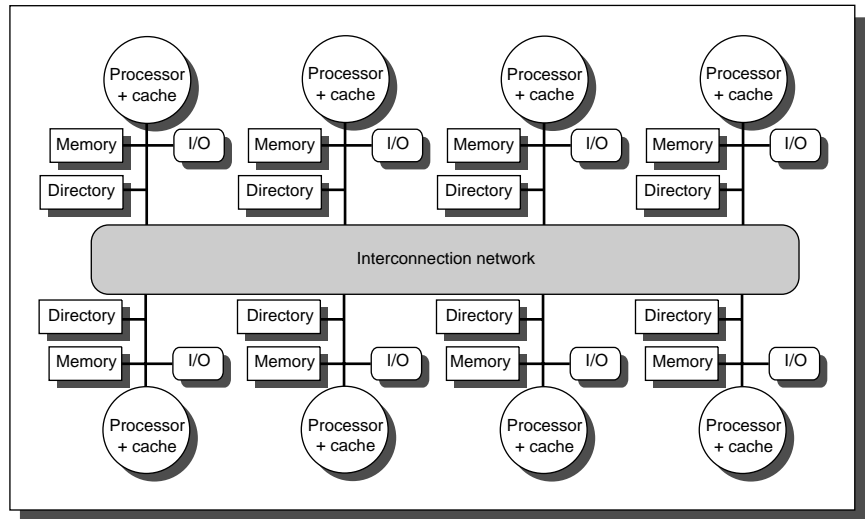 Processor
+ cache
Processor
+ cache
Processor
+ cache
Processor
+ cache
Memory
I/O
Memory
I/O
Memory
I/O
Memory
I/O
Directory
Directory
Directory
Directory
Interconnection network
Directory
Directory
Directory
Directory
Memory
I/O
Memory
I/O
Memory
I/O
Memory
I/O
Processor
+ cache
Processor
+ cache
Processor
+ cache
Processor
+ cache